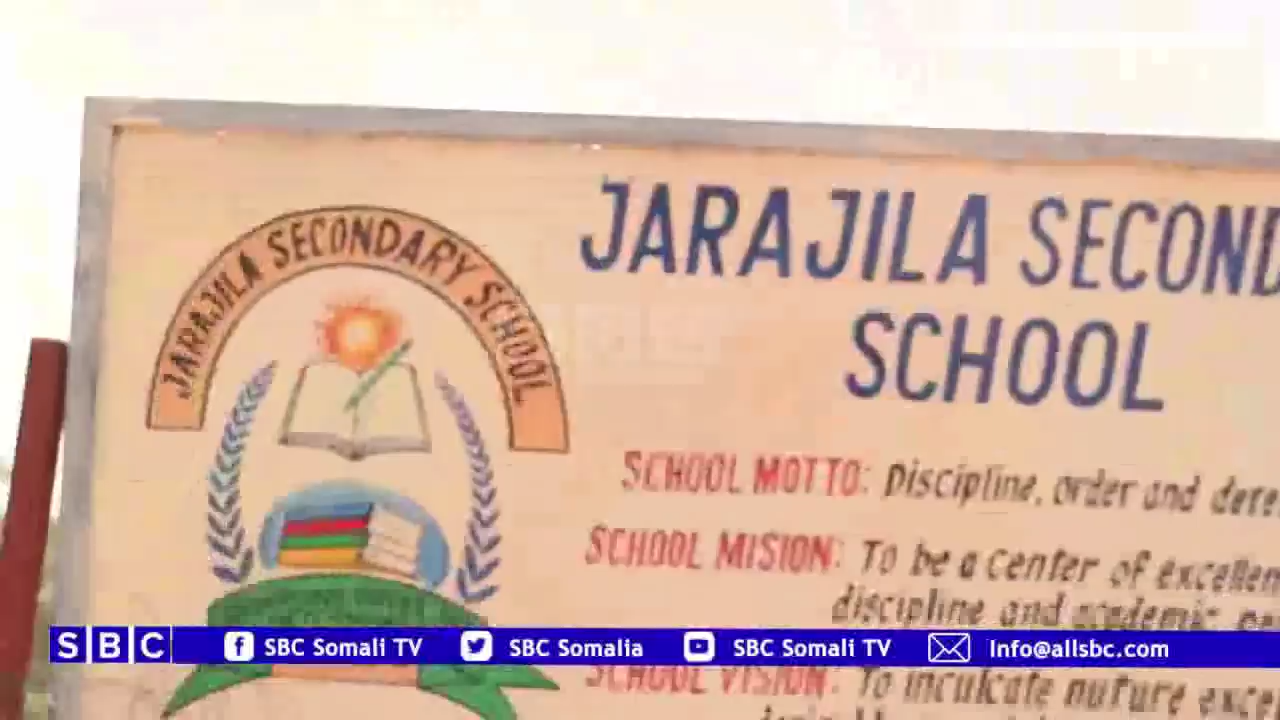 JARAJILA SECONDARY SCHOOL
JARAJILA SECOND
SCHOOL
SCHOOL MOTTO: Discipline, order and dete
SCHOOL MISION: To be a center of excellen
discipline and academic
SBC SBC Somali TV SBC Somalia SBC Somali TV Info@allsbc.com
SCHOOL VISION: To inculcate nuture exce